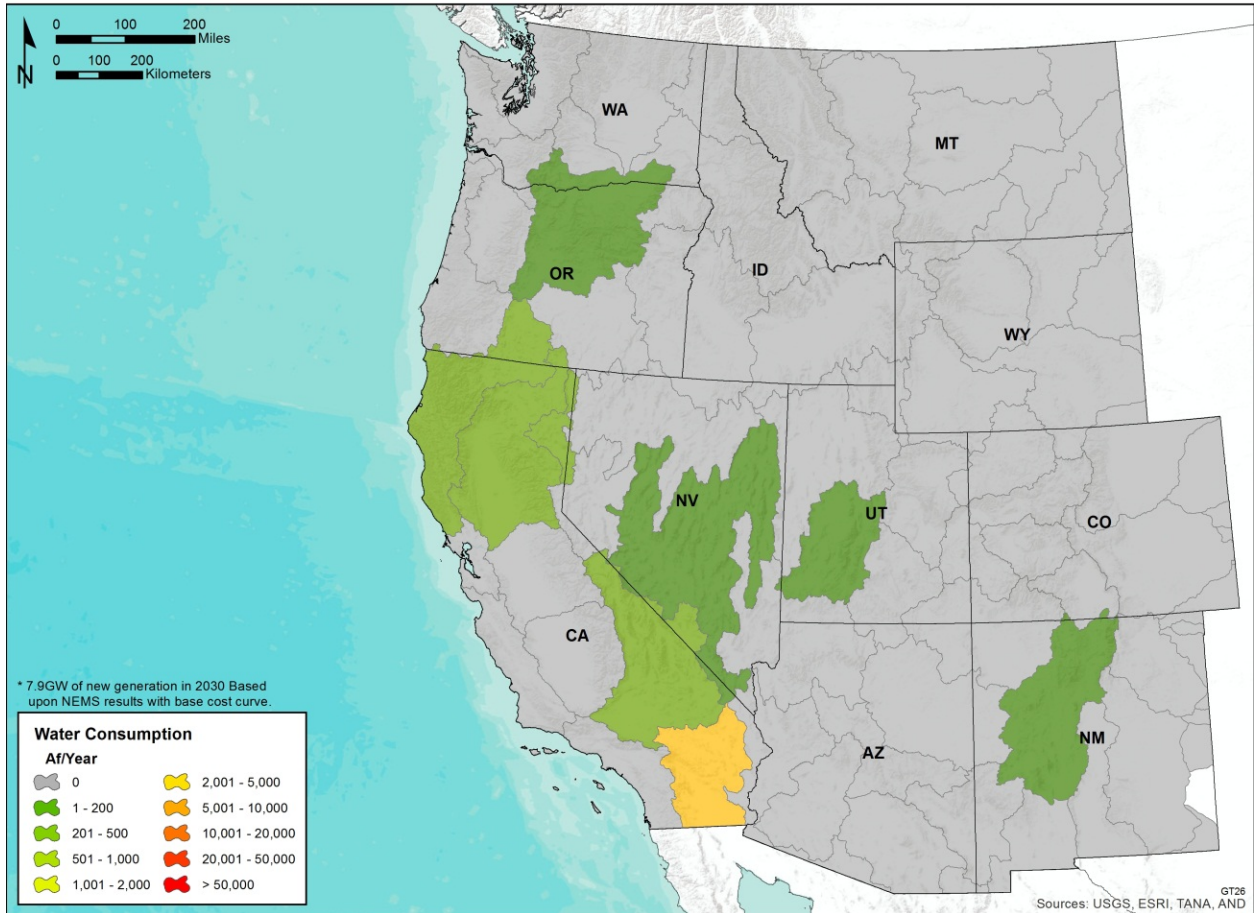 0 50 100 200
Miles
0 50 100 200
Kilometers
N
WA
MT
OR
ID
WY
NV
UT
CO
CA
AZ
NM
* 7.9GW of new generation in 2030 Based
upon NEMS results with base cost curve.
Water Consumption
Af/Year
0
1 - 200
201 - 500
501 - 1,000
1,001 - 2,000
2,001 - 5,000
5,001 - 10,000
10,001 - 20,000
20,001 - 50,000
> 50,000
GT26
Sources: USGS, ESRI, TANA, AND